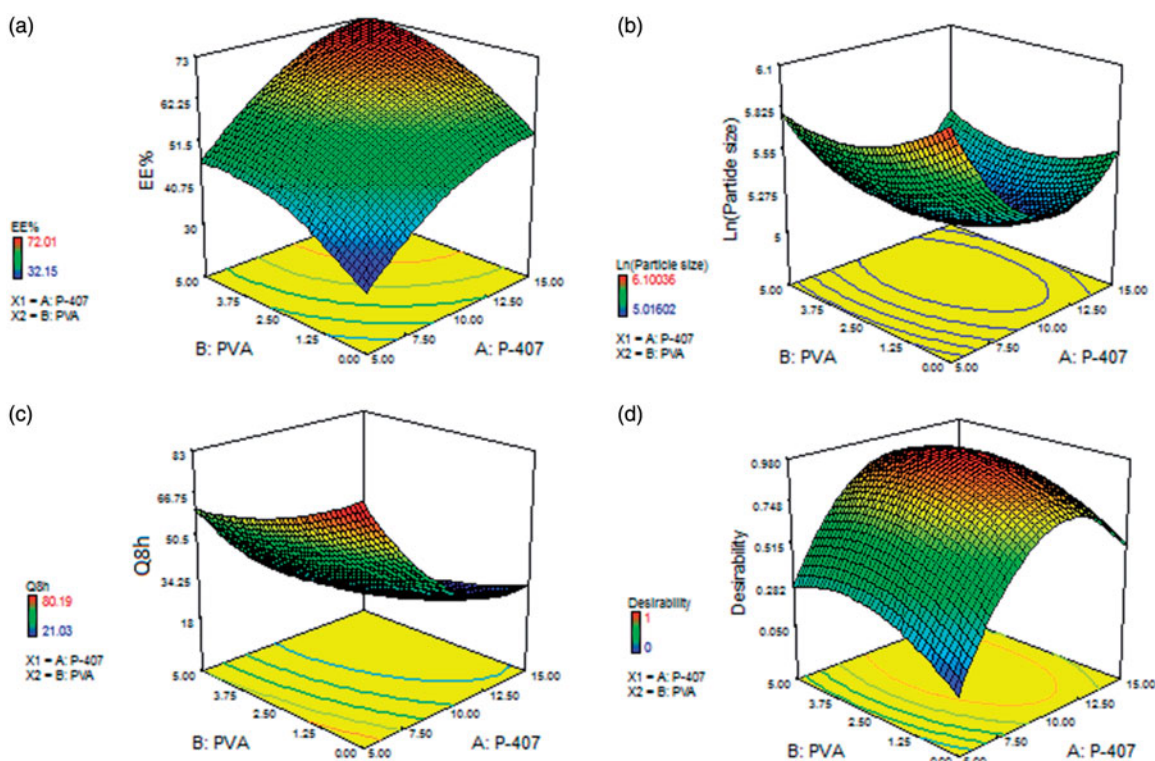 (a)
73
62.25
51.5
40.75
30
EE%
EE%
72.01
32.15
X1 = A: P-407
X2 = B: PVA
5.00
3.75
2.50
1.25
0.00
B: PVA
5.00
7.50
10.00
12.50
15.00
A: P-407
(b)
6.1
5.825
5.55
5.275
5
Ln(Particle size)
Ln(Particle size)
6.10036
5.01602
X1 = A: P-407
X2 = B: PVA
5.00
3.75
2.50
1.25
0.00
B: PVA
5.00
7.50
10.00
12.50
15.00
A: P-407
(c)
83
66.75
50.5
34.25
18
Q8h
Q8h
80.19
21.03
X1 = A: P-407
X2 = B: PVA
5.00
3.75
2.50
1.25
0.00
B: PVA
5.00
7.50
10.00
12.50
15.00
A: P-407
(d)
0.980
0.748
0.515
0.282
0.050
Desirability
Desirability
1
0
X1 = A: P-407
X2 = B: PVA
5.00
3.75
2.50
1.25
0.00
B: PVA
5.00
7.50
10.00
12.50
15.00
A: P-407